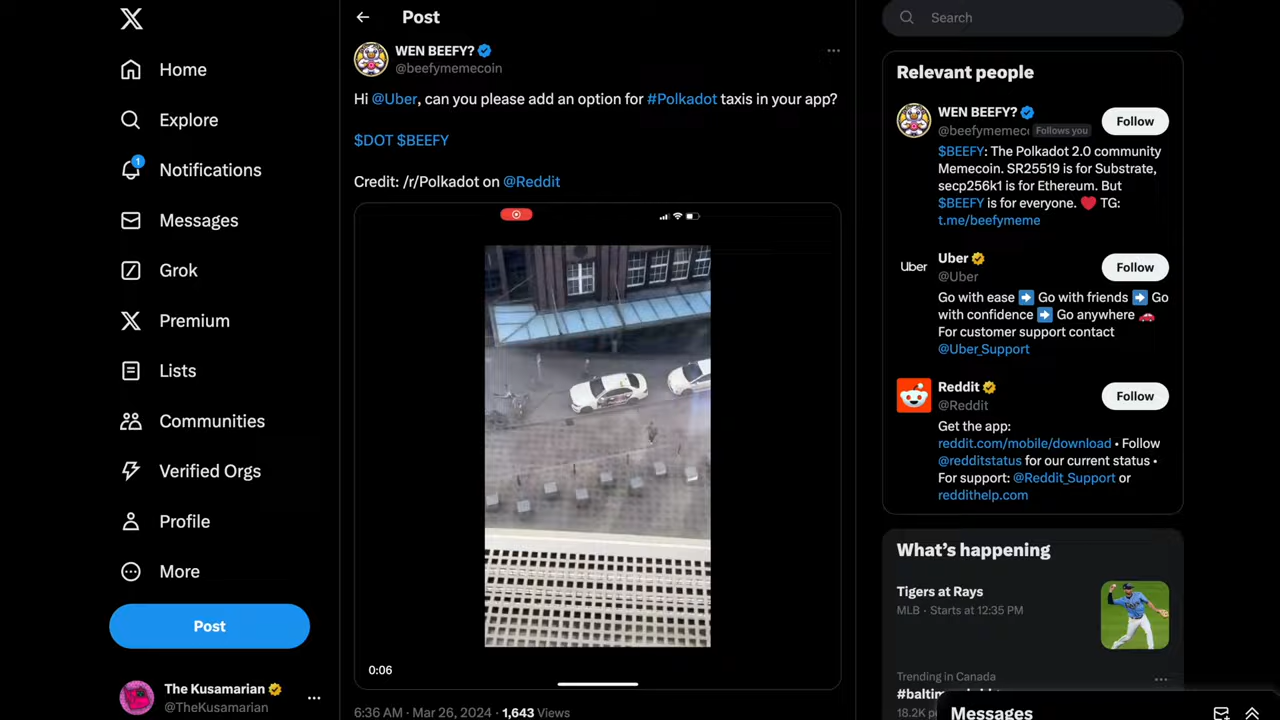 Home
Explore
1
Notifications
Messages
Grok
Premium
Lists
Communities
Verified Orgs
Profile
More
Post
The Kusamarian
@TheKusamarian
Post
WEN BEEFY?
@beefymemecoin
Hi @Uber, can you please add an option for #Polkadot taxis in your app?
$DOT $BEEFY
Credit: /r/Polkadot on @Reddit
0:06
6:36 AM · Mar 26, 2024 · 1,643 Views
Search
Relevant people
WEN BEEFY?
@beefymemec Follows you
Follow
$BEEFY: The Polkadot 2.0 community
Memecoin. SR25519 is for Substrate,
secp256k1 is for Ethereum. But
$BEEFY is for everyone. ❤️ TG:
t.me/beefymeme
Uber
Uber
@Uber
Follow
Go with ease ➡️ Go with friends ➡️ Go
with confidence ➡️ Go anywhere 🚗
For customer support contact
@Uber_Support
Reddit
@Reddit
Follow
Get the app:
reddit.com/mobile/download • Follow
@redditstatus for our current status •
For support: @Reddit_Support or
reddithelp.com
What's happening
Tigers at Rays
MLB · Starts at 12:35 PM
Trending in Canada
18.2K
Messages